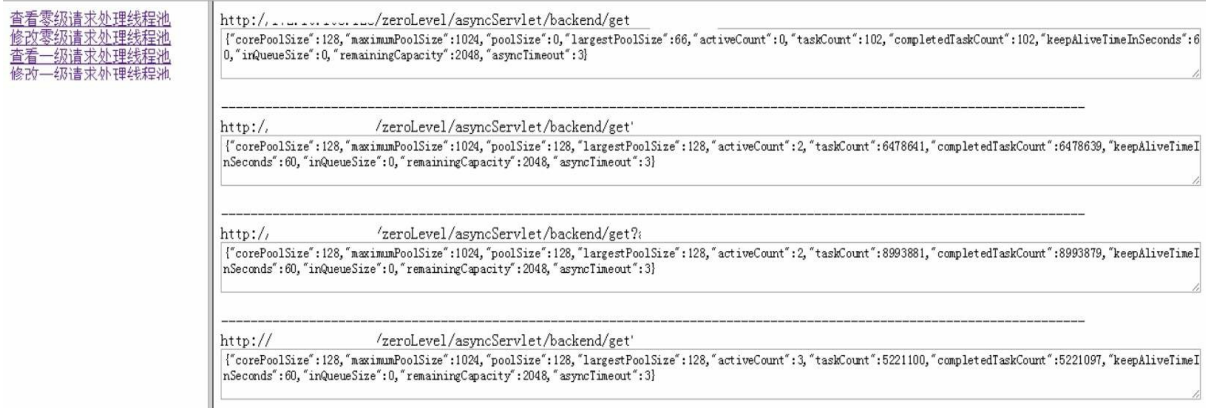 查看零级请求处理线程池
修改零级请求处理线程池
查看一级请求处理线程池
修改一级请求处理线程池
http:/ /zeroLevel/asyncServlet/backend/get
{"corePoolSize":128,"maximumPoolSize":1024,"poolSize":0,"largestPoolSize":66,"activeCount":0,"taskCount":102,"completedTaskCount":102,"keepAliveTimeInSeconds":6
0,"inQueueSize":0,"remainingCapacity":2048,"asyncTimeout":3}
http:/ /zeroLevel/asyncServlet/backend/get
{"corePoolSize":128,"maximumPoolSize":1024,"poolSize":128,"largestPoolSize":128,"activeCount":2,"taskCount":6478641,"completedTaskCount":6478639,"keepAliveTimeI
nSeconds":60,"inQueueSize":0,"remainingCapacity":2048,"asyncTimeout":3}
http:/ /zeroLevel/asyncServlet/backend/get?
{"corePoolSize":128,"maximumPoolSize":1024,"poolSize":128,"largestPoolSize":128,"activeCount":2,"taskCount":8993881,"completedTaskCount":8993879,"keepAliveTimeI
nSeconds":60,"inQueueSize":0,"remainingCapacity":2048,"asyncTimeout":3}
http:// /zeroLevel/asyncServlet/backend/get
{"corePoolSize":128,"maximumPoolSize":1024,"poolSize":128,"largestPoolSize":128,"activeCount":3,"taskCount":5221100,"completedTaskCount":5221097,"keepAliveTimeI
nSeconds":60,"inQueueSize":0,"remainingCapacity":2048,"asyncTimeout":3}